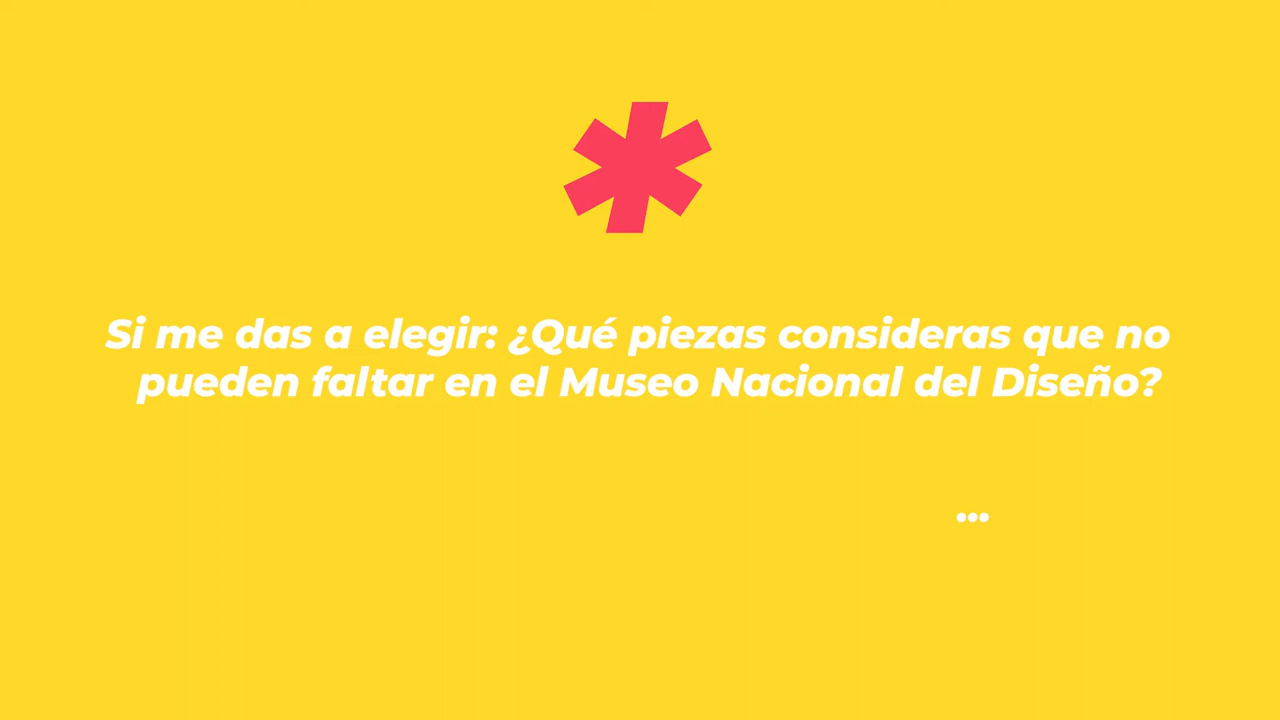 Si me das a elegir: ¿Qué piezas consideras que no
pueden faltar en el Museo Nacional del Diseño?
...